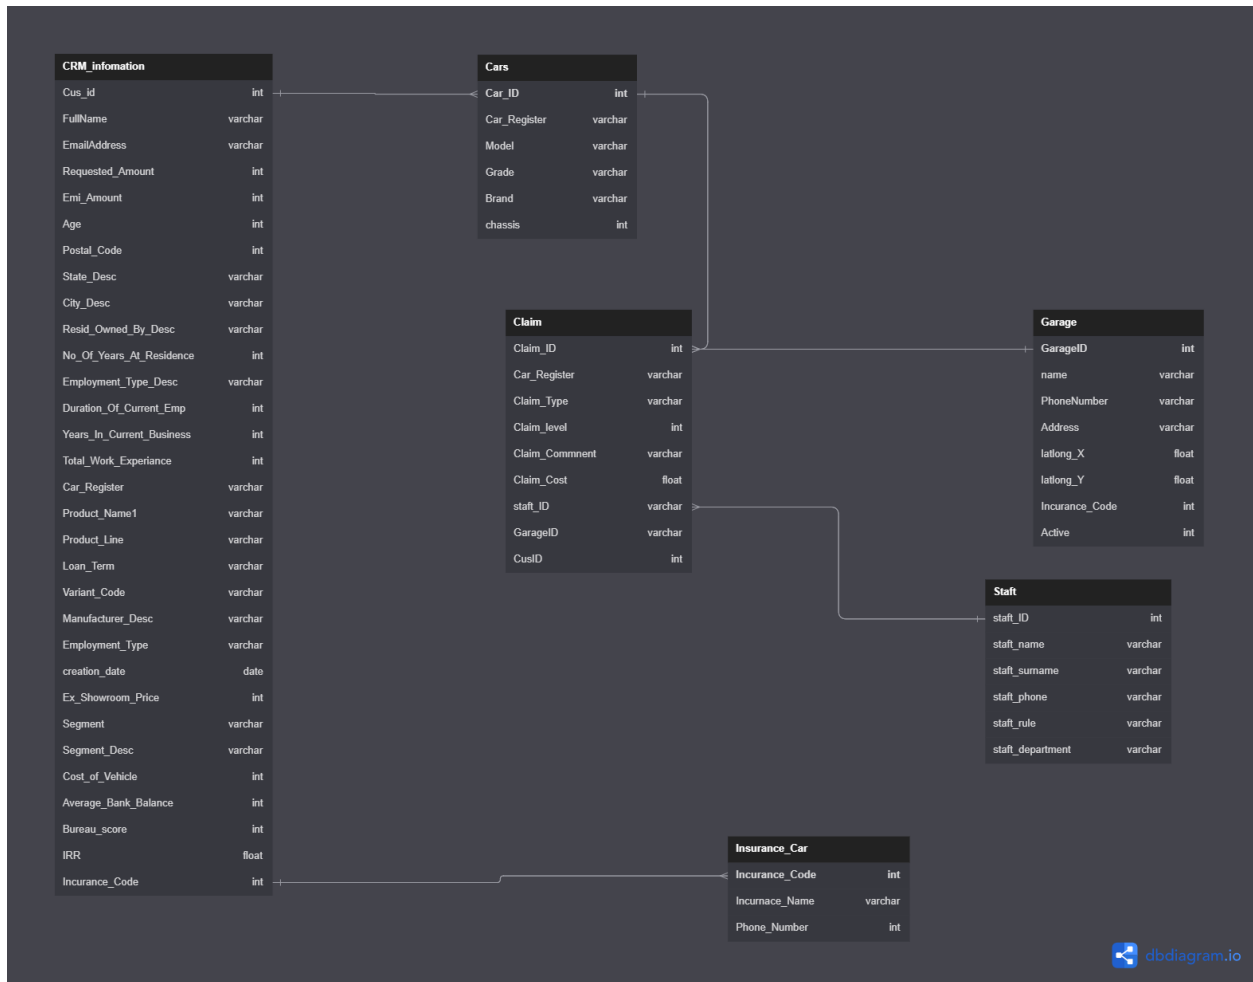 CRM_infomation
Cus_id int
FullName varchar
EmailAddress varchar
Requested_Amount int
Emi_Amount int
Age int
Postal_Code int
State_Desc varchar
City_Desc varchar
Resid_Owned_By_Desc varchar
No_Of_Years_At_Residence int
Employment_Type_Desc varchar
Duration_Of_Current_Emp int
Years_In_Current_Business int
Total_Work_Experiance int
Car_Register varchar
Product_Name1 varchar
Product_Line varchar
Loan_Term varchar
Variant_Code varchar
Manufacturer_Desc varchar
Employment_Type varchar
creation_date date
Ex_Showroom_Price int
Segment varchar
Segment_Desc varchar
Cost_of_Vehicle int
Average_Bank_Balance int
Bureau_score int
IRR float
Incurance_Code int
Cars
Car_ID int
Car_Register varchar
Model varchar
Grade varchar
Brand varchar
chassis int
Claim
Claim_ID int
Car_Register varchar
Claim_Type varchar
Claim_level int
Claim_Commnent varchar
Claim_Cost float
staft_ID varchar
GarageID varchar
CusID int
Garage
GarageID int
name varchar
PhoneNumber varchar
Address varchar
latlong_X float
latlong_Y float
Incurance_Code int
Active int
Staft
staft_ID int
staft_name varchar
staft_surname varchar
staft_phone varchar
staft_rule varchar
staft_department varchar
Insurance_Car
Incurance_Code int
Incurnace_Name varchar
Phone_Number int
dbdiagram.io